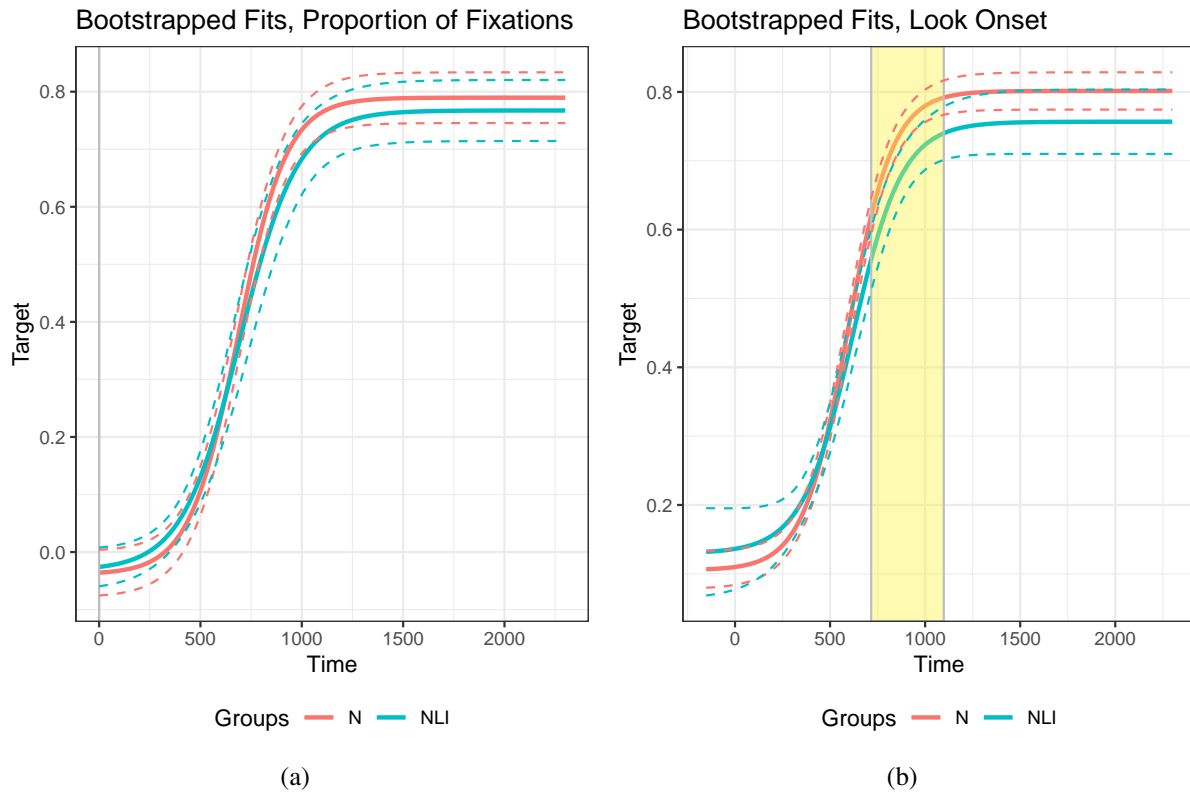 Bootstrapped Fits, Proportion of Fixations
0.8
0.6
0.4
0.2
0.0
Target
0 500 1000 1500 2000
Time
Groups N NLI
(a)
Bootstrapped Fits, Look Onset
0.8
0.6
0.4
0.2
Target
0 500 1000 1500 2000
Time
Groups N NLI
(b)